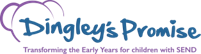 Dingley's Promise
Transforming the Early Years for children with SEND